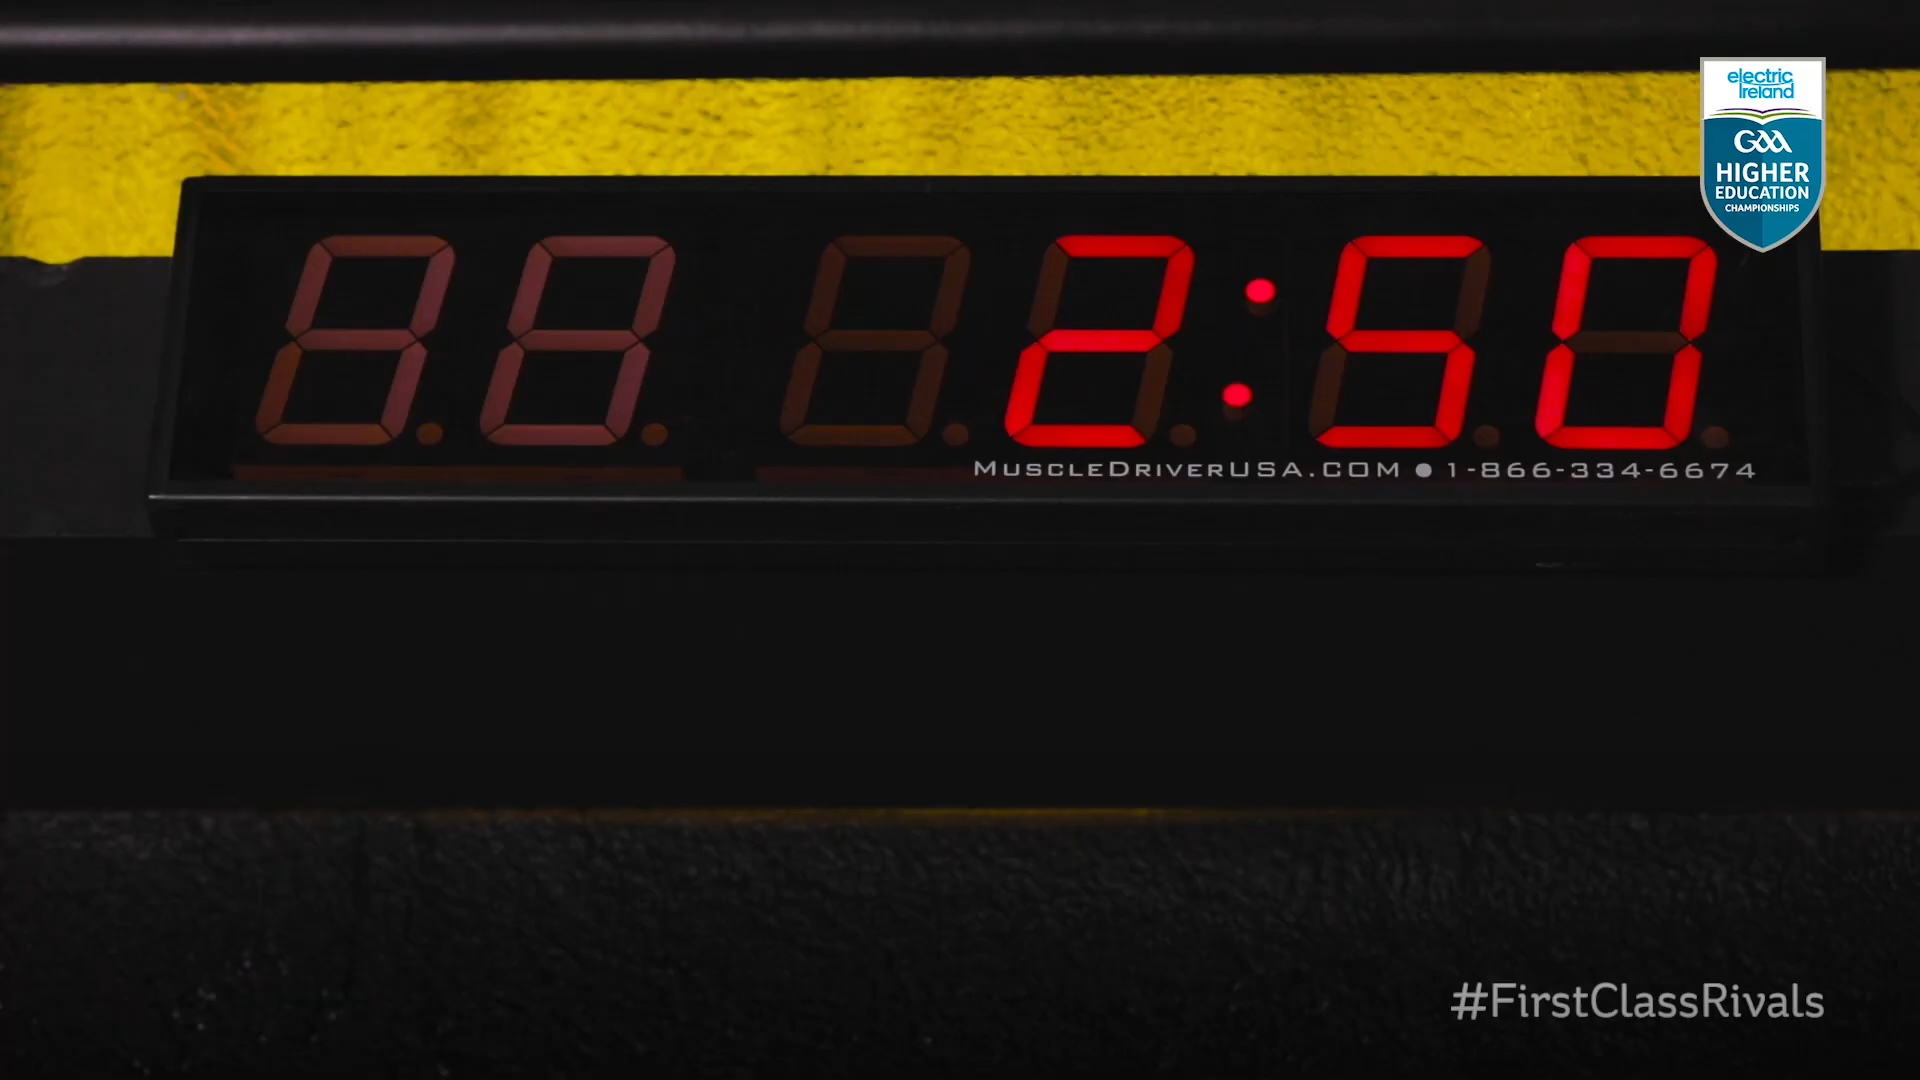 electric
Ireland
GAA
HIGHER
EDUCATION
CHAMPIONSHIPS
2:50
MUSCLEDRIVERUSA.COM ● 1-866-334-6674
#FirstClassRivals